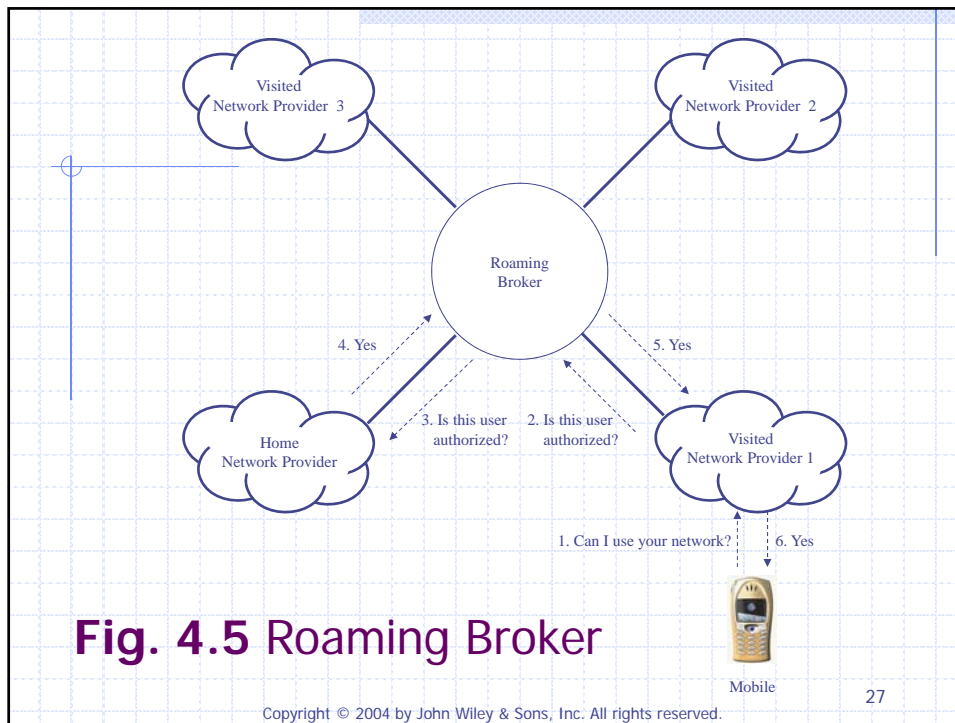 Visited
Network Provider 3
Visited
Network Provider 2
Roaming
Broker
4. Yes
5. Yes
3. Is this user
authorized?
2. Is this user
authorized?
Home
Network Provider
Visited
Network Provider 1
1. Can I use your network?
6. Yes
Fig. 4.5 Roaming Broker
Mobile
27
Copyright © 2004 by John Wiley & Sons, Inc. All rights reserved.